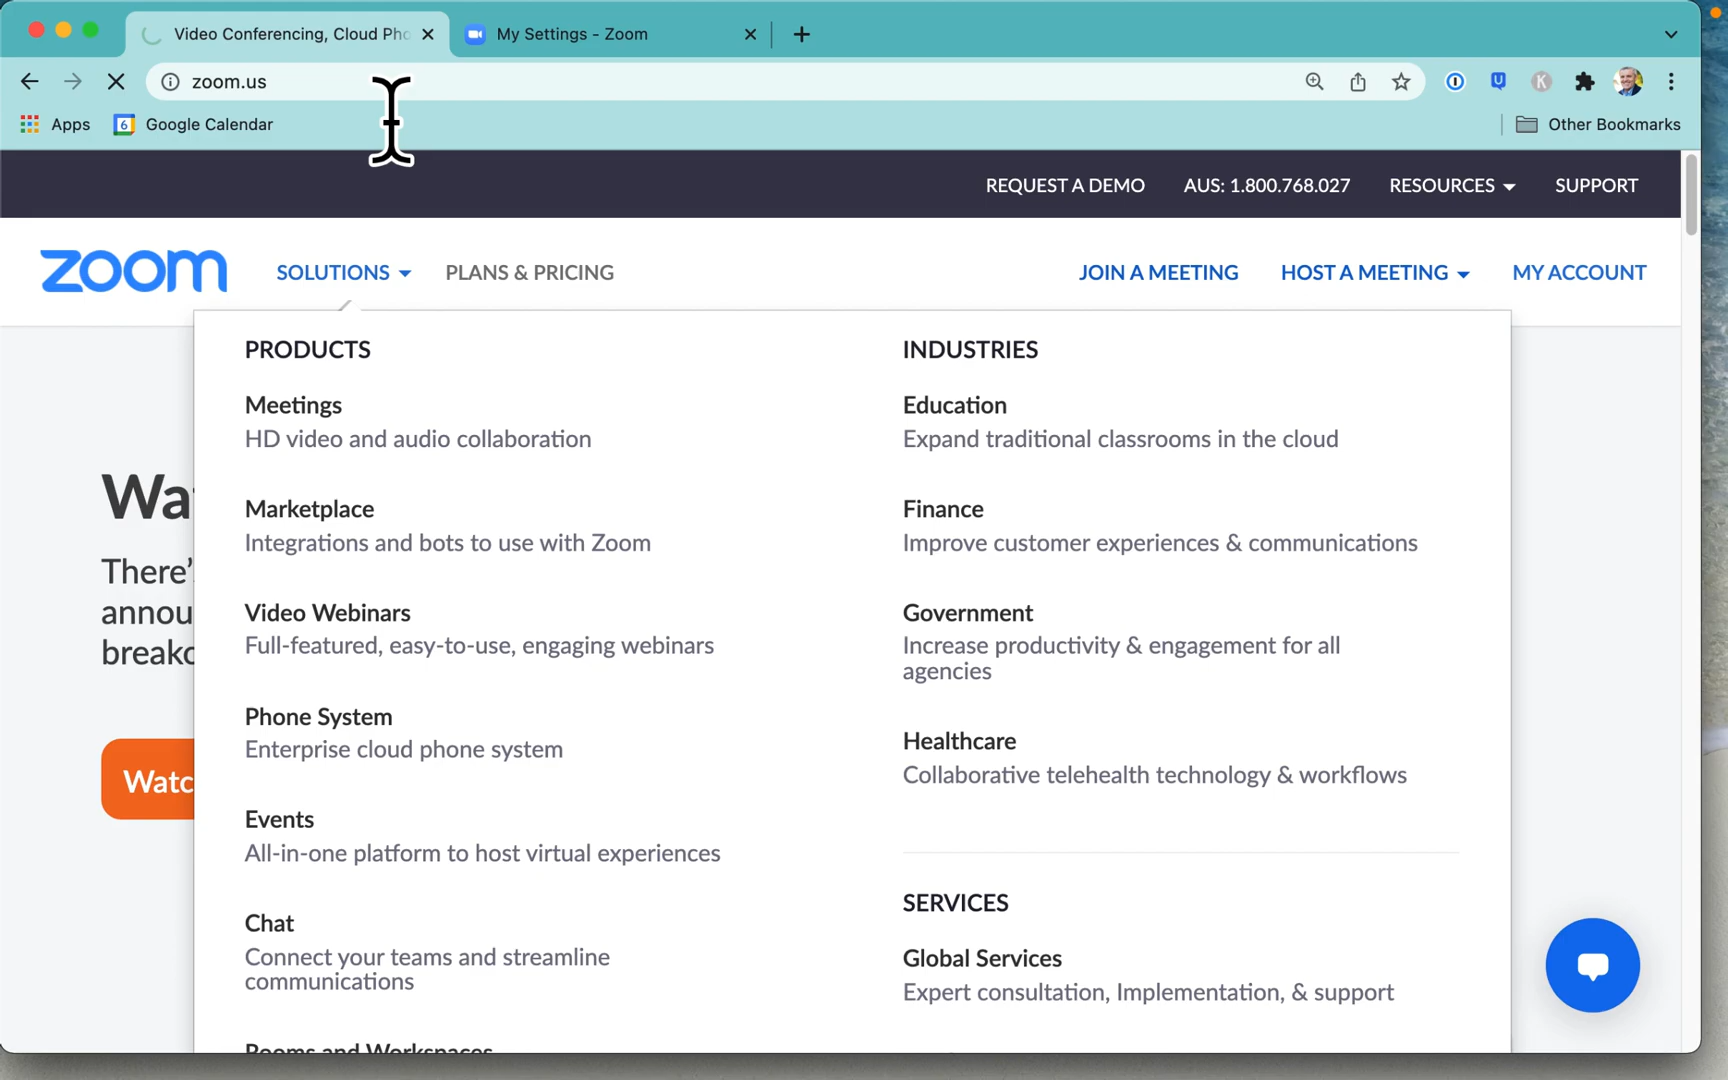 Video Conferencing, Cloud Pho
My Settings - Zoom
zoom.us
Apps
6
Google Calendar
Other Bookmarks
REQUEST A DEMO
AUS: 1.800.768.027
RESOURCES
SUPPORT
zoom
SOLUTIONS
PLANS & PRICING
JOIN A MEETING
HOST A MEETING
MY ACCOUNT
Wa
There's
annou
breako
Watc
PRODUCTS
Meetings
HD video and audio collaboration
Marketplace
Integrations and bots to use with Zoom
Video Webinars
Full-featured, easy-to-use, engaging webinars
Phone System
Enterprise cloud phone system
Events
All-in-one platform to host virtual experiences
Chat
Connect your teams and streamline
communications
Rooms and Workspaces
INDUSTRIES
Education
Expand traditional classrooms in the cloud
Finance
Improve customer experiences & communications
Government
Increase productivity & engagement for all
agencies
Healthcare
Collaborative telehealth technology & workflows
SERVICES
Global Services
Expert consultation, Implementation, & support